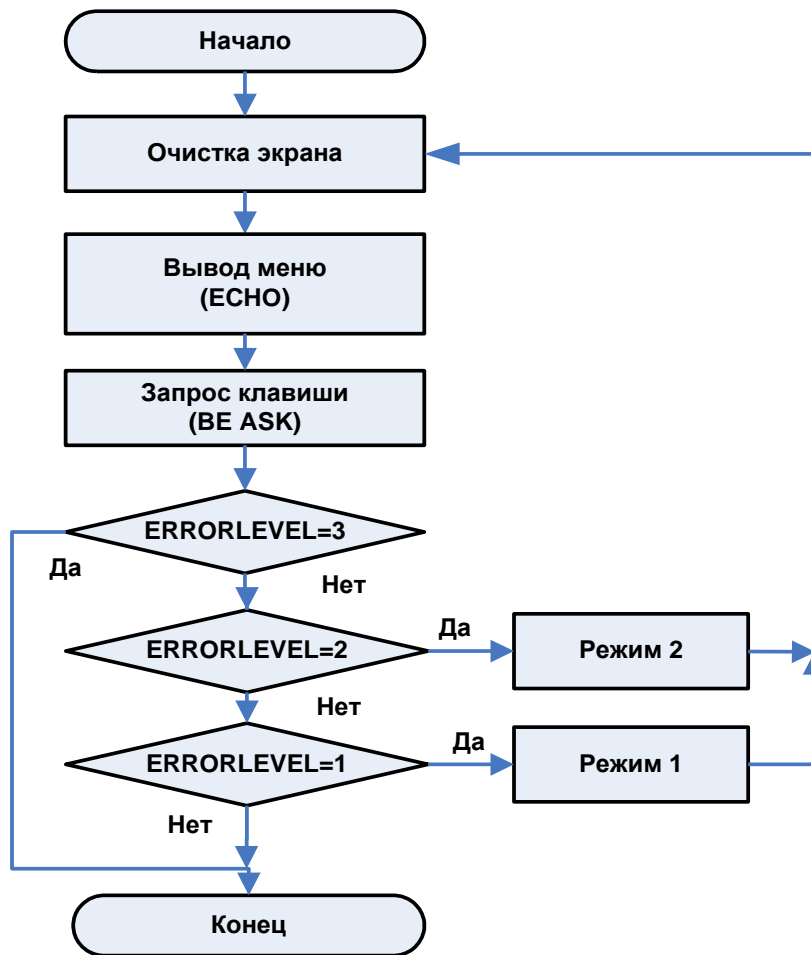 Начало
Очистка экрана
Вывод меню
(ECHO)
Запрос клавиши
(BE ASK)
ERRORLEVEL=3
Да
Нет
ERRORLEVEL=2
Да
Режим 2
Нет
ERRORLEVEL=1
Да
Режим 1
Нет
Конец